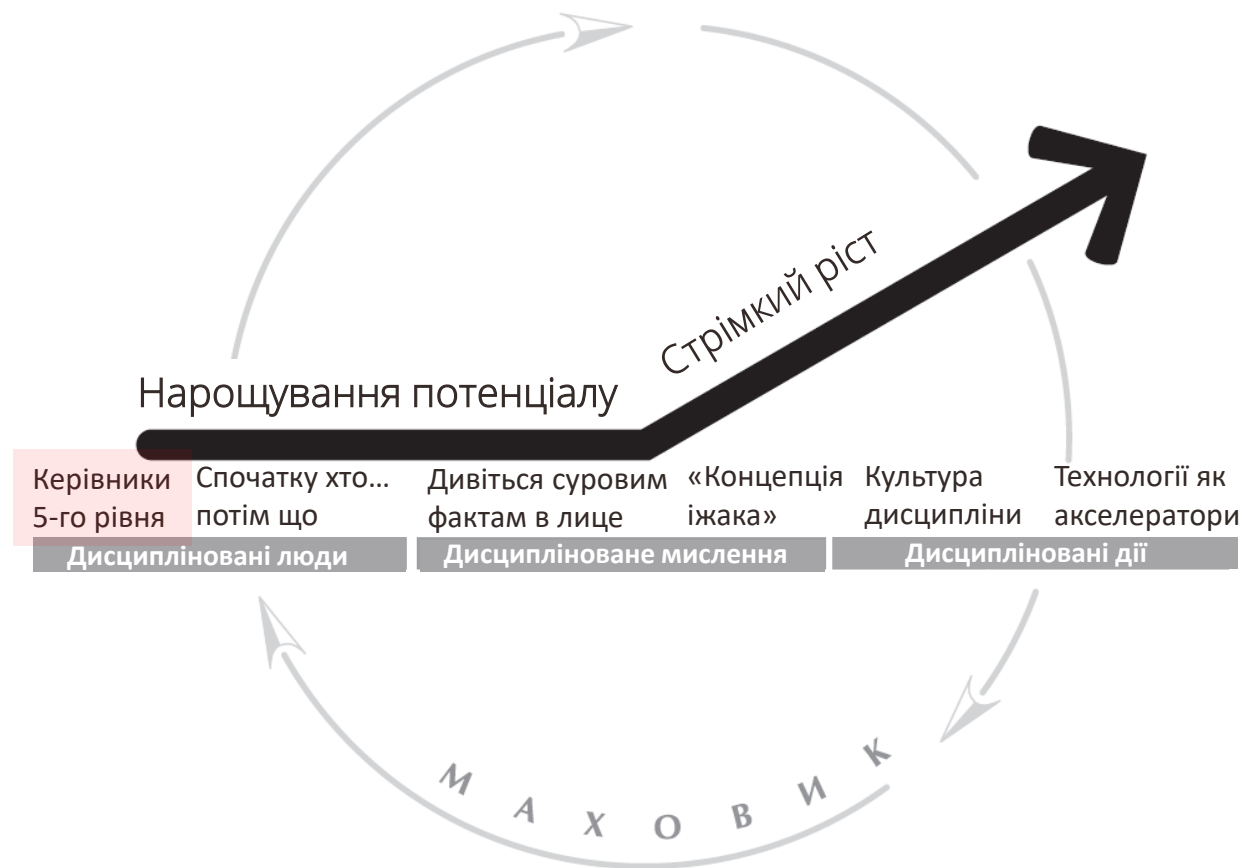 Стрімкий ріст
Нарощування потенціалу
Керівники
5-го рівня
Спочатку хто...
потім що
Дивіться суровим
фактам в лице
«Концепція
їжака»
Культура
дисципліни
Технології як
акселератори
Дисципліновані люди
Дисципліноване мислення
Дисципліновані дії
МАХОВИК